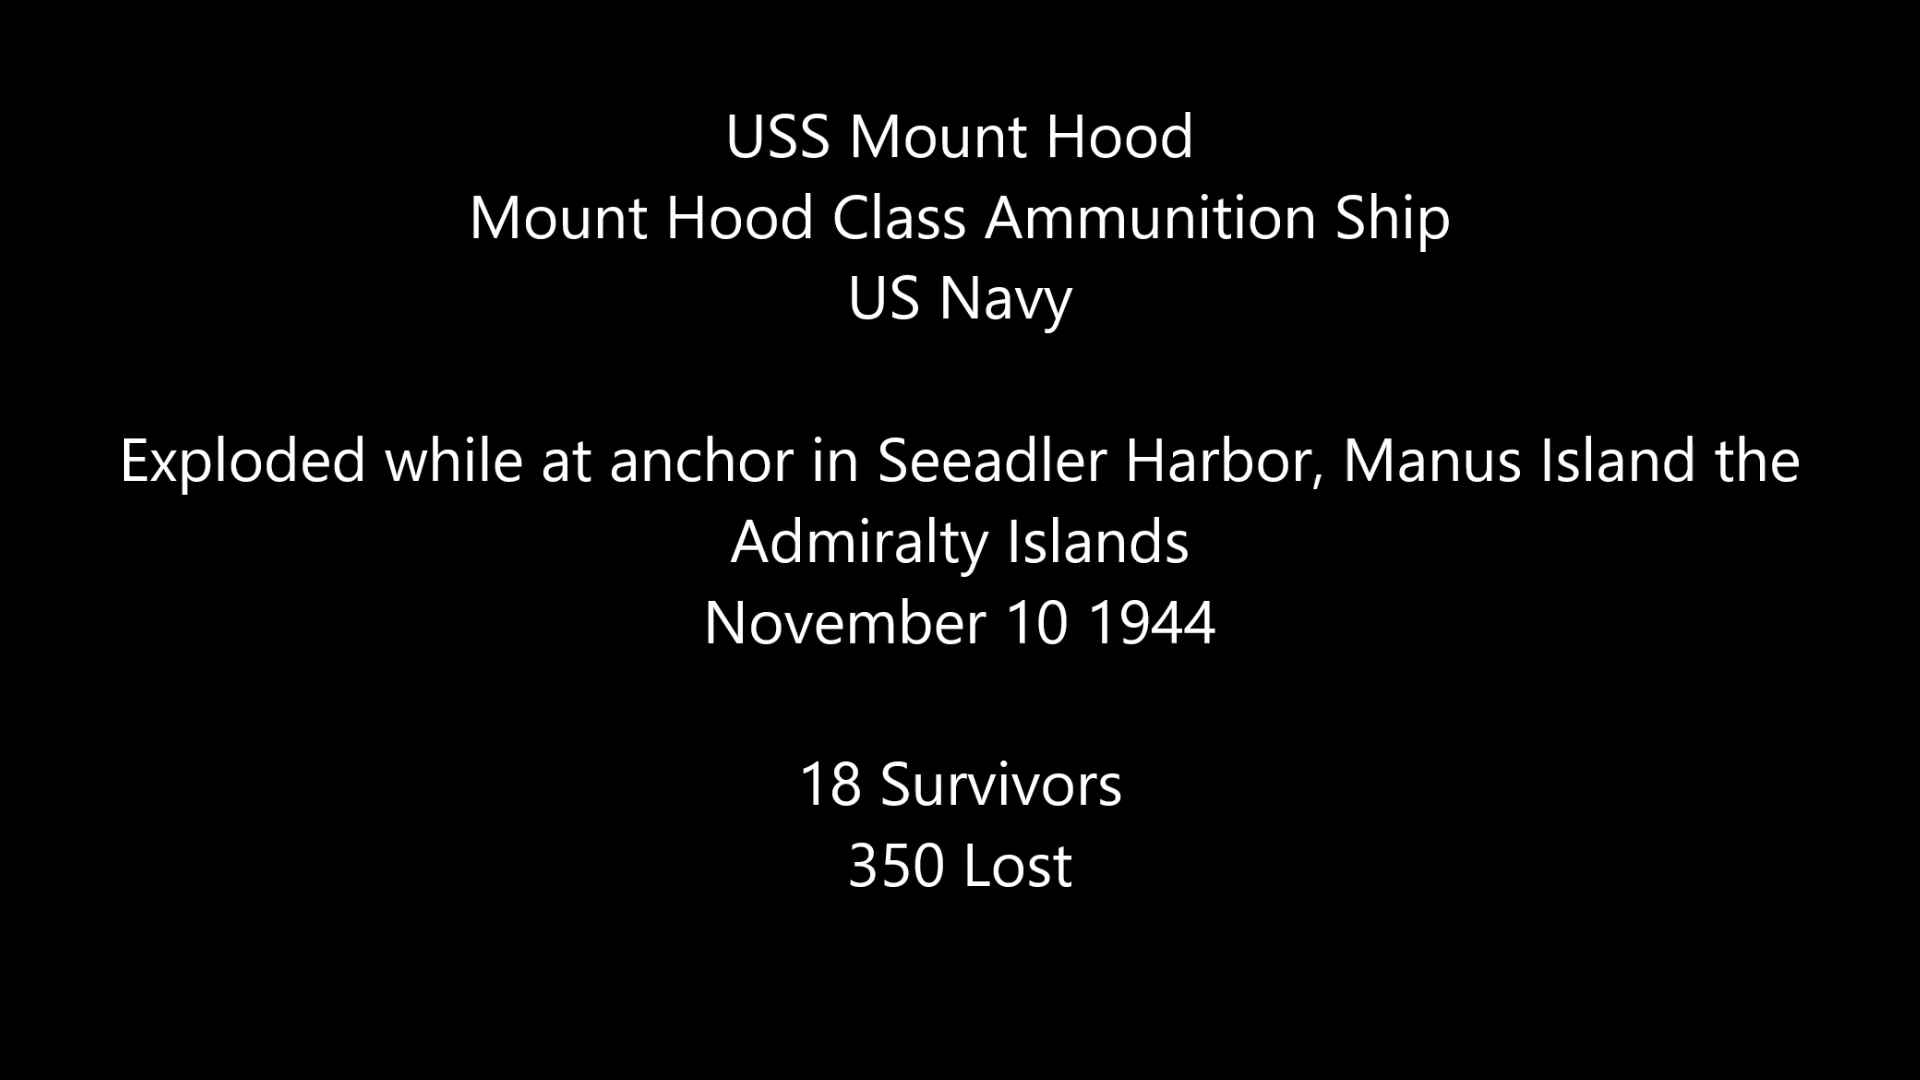 USS Mount Hood
Mount Hood Class Ammunition Ship
US Navy
Exploded while at anchor in Seeadler Harbor, Manus Island the
Admiralty Islands
November 10 1944
18 Survivors
350 Lost